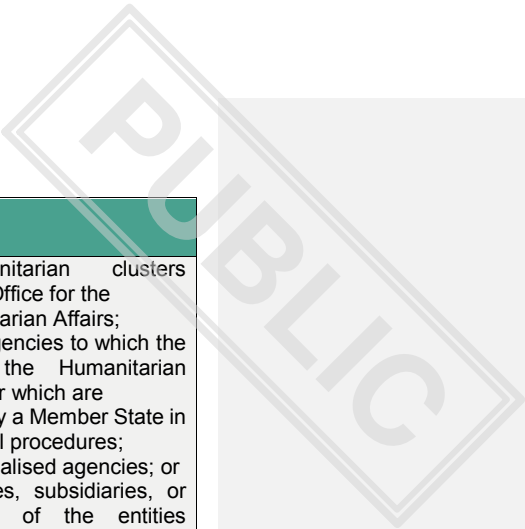 PUBLIC
nitarian clusters
Office for the
arian Affairs;
gencies to which the
the Humanitarian
r which are
y a Member State in
l procedures;
alised agencies; or
es, subsidiaries, or
of the entities